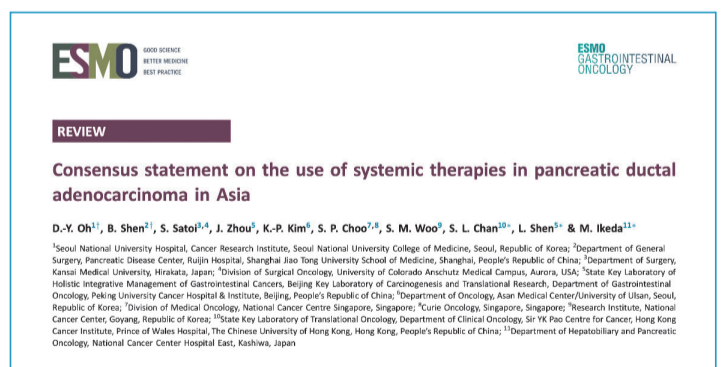 ESMO
GOOD SCIENCE
BETTER MEDICINE
BEST PRACTICE
ESMO
GASTROINTESTINAL
ONCOLOGY
REVIEW
Consensus statement on the use of systemic therapies in pancreatic ductal
adenocarcinoma in Asia
D.-Y. Oh1†, B. Shen2†, S. Satoi3,4, J. Zhou5, K.-P. Kim6, S. P. Choo7,8, S. M. Woo9, S. L. Chan10*, L. Shen5* & M. Ikeda11*
1Seoul National University Hospital, Cancer Research Institute, Seoul National University College of Medicine, Seoul, Republic of Korea; 2Department of General
Surgery, Pancreatic Disease Center, Ruijin Hospital, Shanghai Jiao Tong University School of Medicine, Shanghai, People's Republic of China; 3Department of Surgery,
Kansai Medical University, Hirakata, Japan; 4Division of Surgical Oncology, University of Colorado Anschutz Medical Campus, Aurora, USA; 5State Key Laboratory of
Holistic Integrative Management of Gastrointestinal Cancers, Beijing Key Laboratory of Carcinogenesis and Translational Research, Department of Gastrointestinal
Oncology, Peking University Cancer Hospital & Institute, Beijing, People's Republic of China; 6Department of Oncology, Asan Medical Center/University of Ulsan, Seoul,
Republic of Korea; 7Division of Medical Oncology, National Cancer Centre Singapore, Singapore; 8Curie Oncology, Singapore, Singapore; 9Research Institute, National
Cancer Center, Goyang, Republic of Korea; 10State Key Laboratory of Translational Oncology, Department of Clinical Oncology, Sir YK Pao Centre for Cancer, Hong Kong
Cancer Institute, Prince of Wales Hospital, The Chinese University of Hong Kong, Hong Kong, People's Republic of China; 11Department of Hepatobiliary and Pancreatic
Oncology, National Cancer Center Hospital East, Kashiwa, Japan